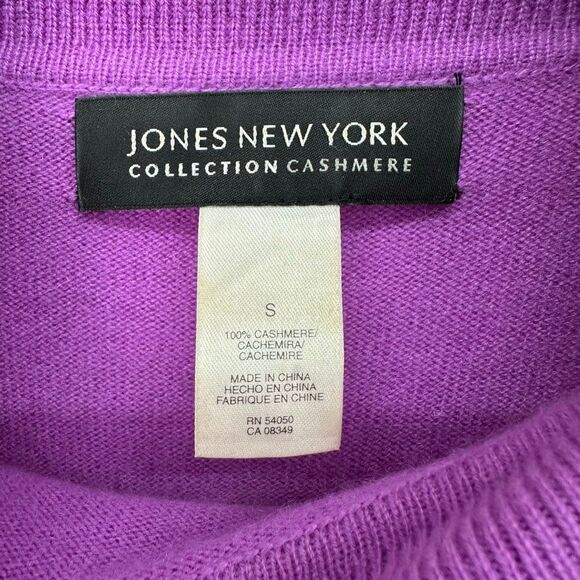 JONES NEW YORK
COLLECTION CASHMERE
S
100% CASHMERE/
CACHEMIRA/
CACHEMIRE
MADE IN CHINA
HECHO EN CHINA
FABRIQUE EN CHINE
RN 54050
CA 08349